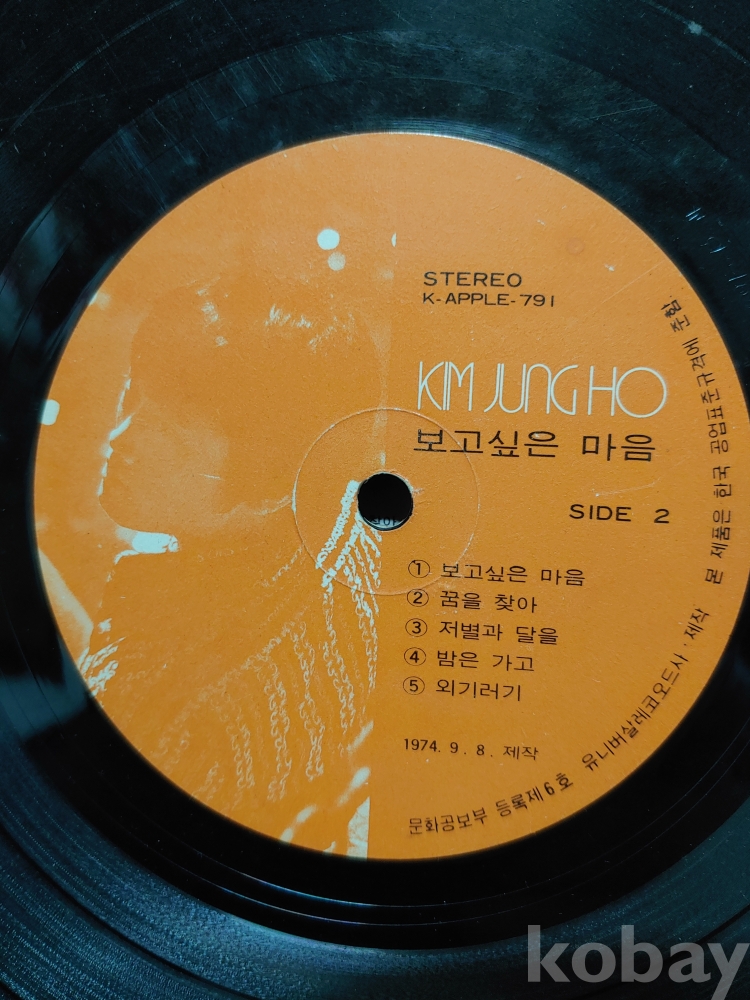 STEREO
K-APPLE-791
KIM JUNG HO
보고싶은 마음
SIDE 2
① 보고싶은 마음
② 꿈을 찾아
③ 저별과 달을
④ 밤은 가고
⑤ 외기러기
1974. 9. 8. 제작
문화공보부 등록제6호 유니버살레코오드사·제작 본 제품은 한국 공업표준규격에 준함.
kobay